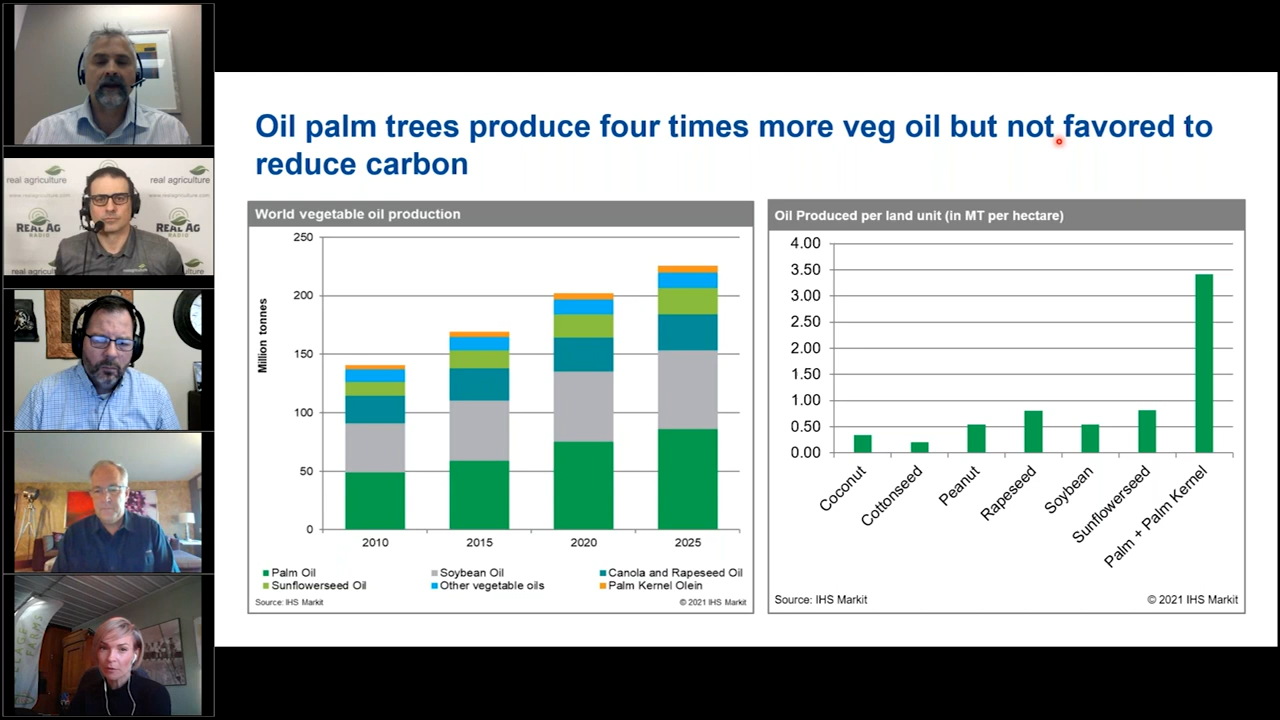 Oil palm trees produce four times more veg oil but not favored to
reduce carbon
World vegetable oil production
250
200
150
100
50
0
Million tonnes
2010
2015
2020
2025
Palm Oil
Soybean Oil
Canola and Rapeseed Oil
Sunflowerseed Oil
Other vegetable oils
Palm Kernel Olein
Source: IHS Markit
© 2021 IHS Markit
Oil Produced per land unit (in MT per hectare)
4.00
3.50
3.00
2.50
2.00
1.50
1.00
0.50
0.00
Coconut
Cottonseed
Peanut
Rapeseed
Soybean
Sunflowerseed
Palm + Palm Kernel
Source: IHS Markit
© 2021 IHS Markit
real agriculture
real agriculture
www.realagriculture.com
REAL AG
RADIO
REAL AG
RADIO